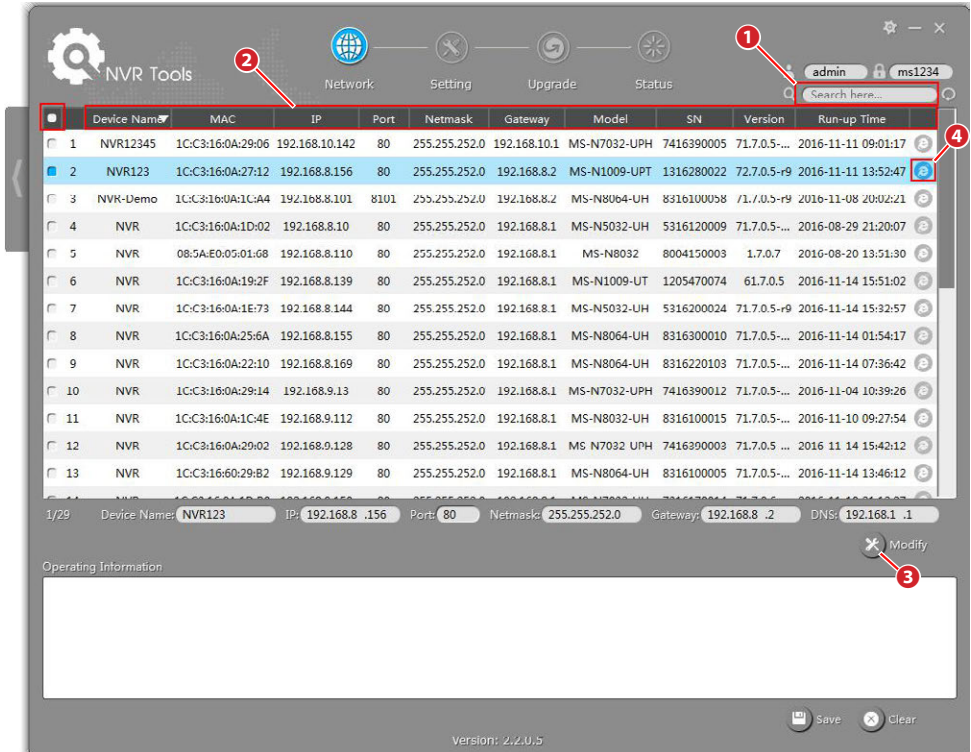 NVR Tools
Network Setting Upgrade Status
1
2
admin ms1234
Search here...
Device Name MAC IP Port Netmask Gateway Model SN Version Run-up Time
4
1 NVR12345 1C:C3:16:0A:29:06 192.168.10.142 80 255.255.252.0 192.168.10.1 MS-N7032-UPH 7416390005 71.7.0.5-... 2016-11-11 09:01:17
2 NVR123 1C:C3:16:0A:27:12 192.168.8.156 80 255.255.252.0 192.168.8.2 MS-N1009-UPT 1316280022 72.7.0.5-r9 2016-11-11 13:52:47
3 NVR-Demo 1C:C3:16:0A:1C:A4 192.168.8.101 8101 255.255.252.0 192.168.8.2 MS-N8064-UH 8316100058 71.7.0.5-r9 2016-11-08 20:02:21
4 NVR 1C:C3:16:0A:1D:02 192.168.8.10 80 255.255.252.0 192.168.8.1 MS-N5032-UH 5316120009 71.7.0.5-... 2016-08-29 21:20:07
5 NVR 08:5A:E0:05:01:68 192.168.8.110 80 255.255.252.0 192.168.8.1 MS-N8032 8004150003 1.7.0.7 2016-08-20 13:51:30
6 NVR 1C:C3:16:0A:19:2F 192.168.8.139 80 255.255.252.0 192.168.8.1 MS-N1009-UT 1205470074 61.7.0.5 2016-11-14 15:51:02
7 NVR 1C:C3:16:0A:1E:73 192.168.8.144 80 255.255.252.0 192.168.8.1 MS-N5032-UH 5316200024 71.7.0.5-r9 2016-11-14 15:32:57
8 NVR 1C:C3:16:0A:25:6A 192.168.8.155 80 255.255.252.0 192.168.8.1 MS-N8064-UH 8316300010 71.7.0.5-... 2016-11-14 01:54:17
9 NVR 1C:C3:16:0A:22:10 192.168.8.169 80 255.255.252.0 192.168.8.1 MS-N8064-UH 8316220103 71.7.0.5-... 2016-11-14 07:36:42
10 NVR 1C:C3:16:0A:29:14 192.168.9.13 80 255.255.252.0 192.168.8.1 MS-N7032-UPH 7416390012 71.7.0.5-... 2016-11-04 10:39:26
11 NVR 1C:C3:16:0A:1C:4E 192.168.9.112 80 255.255.252.0 192.168.8.1 MS-N8032-UH 8316100015 71.7.0.5-... 2016-11-10 09:27:54
12 NVR 1C:C3:16:0A:29:02 192.168.9.128 80 255.255.252.0 192.168.8.1 MS N7032 UPH 7416390003 71.7.0.5 ... 2016 11 14 15:42:12
13 NVR 1C:C3:16:60:29:B2 192.168.9.129 80 255.255.252.0 192.168.8.1 MS-N8064-UH 8316100005 71.7.0.5-... 2016-11-14 13:46:12
1/29 Device Name: NVR123 IP: 192.168.8 .156 Port: 80 Netmask: 255.255.252.0 Gateway: 192.168.8 .2 DNS: 192.168.1 .1
Modify
3
Operating Information
Save Clear
Version: 2.2.0.5